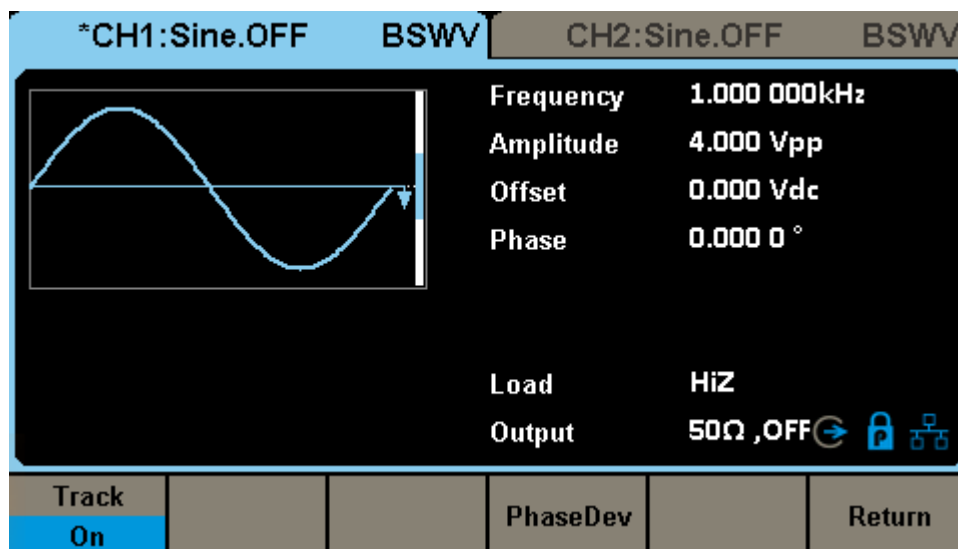 *CH1:Sine.OFF BSWV CH2:Sine.OFF BSWV
Frequency 1.000 000kHz
Amplitude 4.000 Vpp
Offset 0.000 Vdc
Phase 0.000 0 °
Load HiZ
Output 50Ω ,OFF P
Track
On
PhaseDev
Return